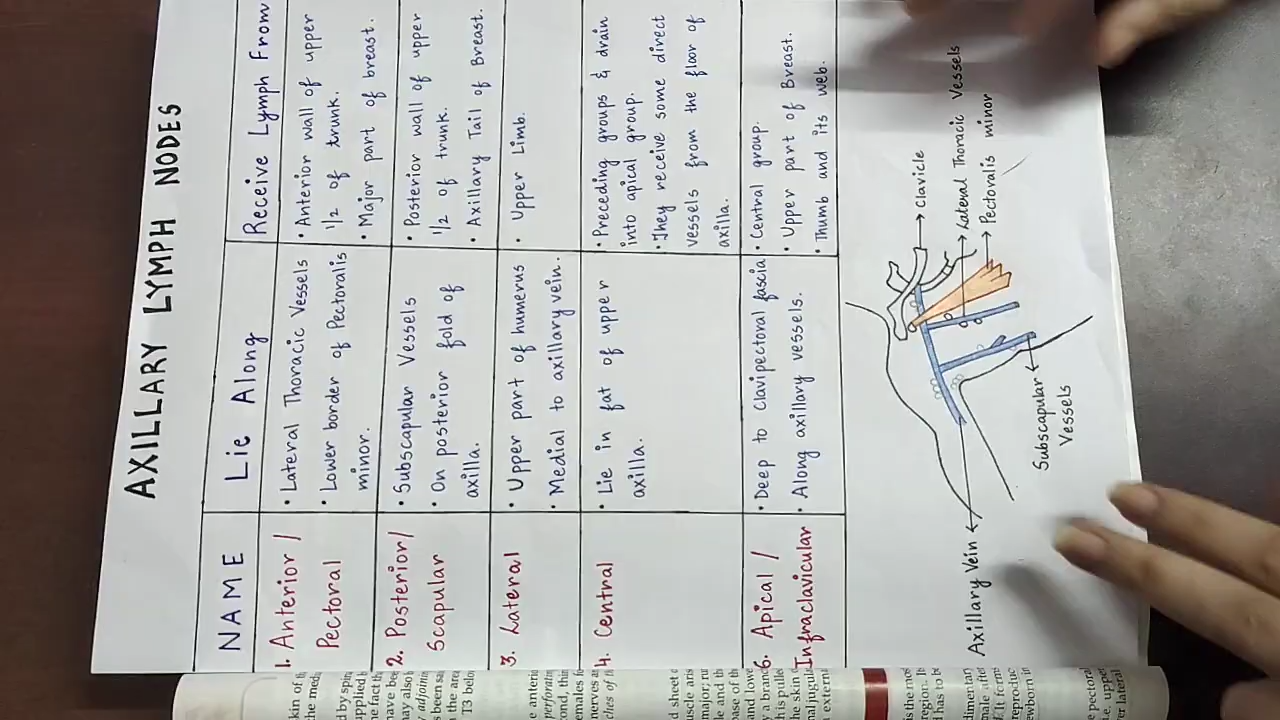 AXILLARY LYMPH NODES
NAME
Lie Along
Receive Lymph From
1. Anterior /
Pectoral
• Lateral Thoracic Vessels
• Lower border of Pectoralis
minor.
• Anterior wall of upper
1/2 of trunk.
• Major part of breast.
2. Posterior/
Scapular
• Subscapular Vessels
• On posterior fold of
axilla.
• Posterior wall of upper
1/2 of trunk.
• Axillary Tail of Breast.
3. Lateral
• Upper part of humerus
• Medial to axillary vein.
• Upper Limb.
4. Central
• Lie in fat of upper
axilla.
• Preceding groups & drain
into apical group.
• They receive some direct
vessels from the floor of
axilla.
6. Apical /
Infraclavicular
• Deep to Clavipectoral fascia
• Along axillary vessels.
• Central group.
• Upper part of Breast.
• Thumb and its web.
Clavicle
Lateral Thoracic Vessels
Pectoralis minor
Subscapular
Vessels
Axillary Vein